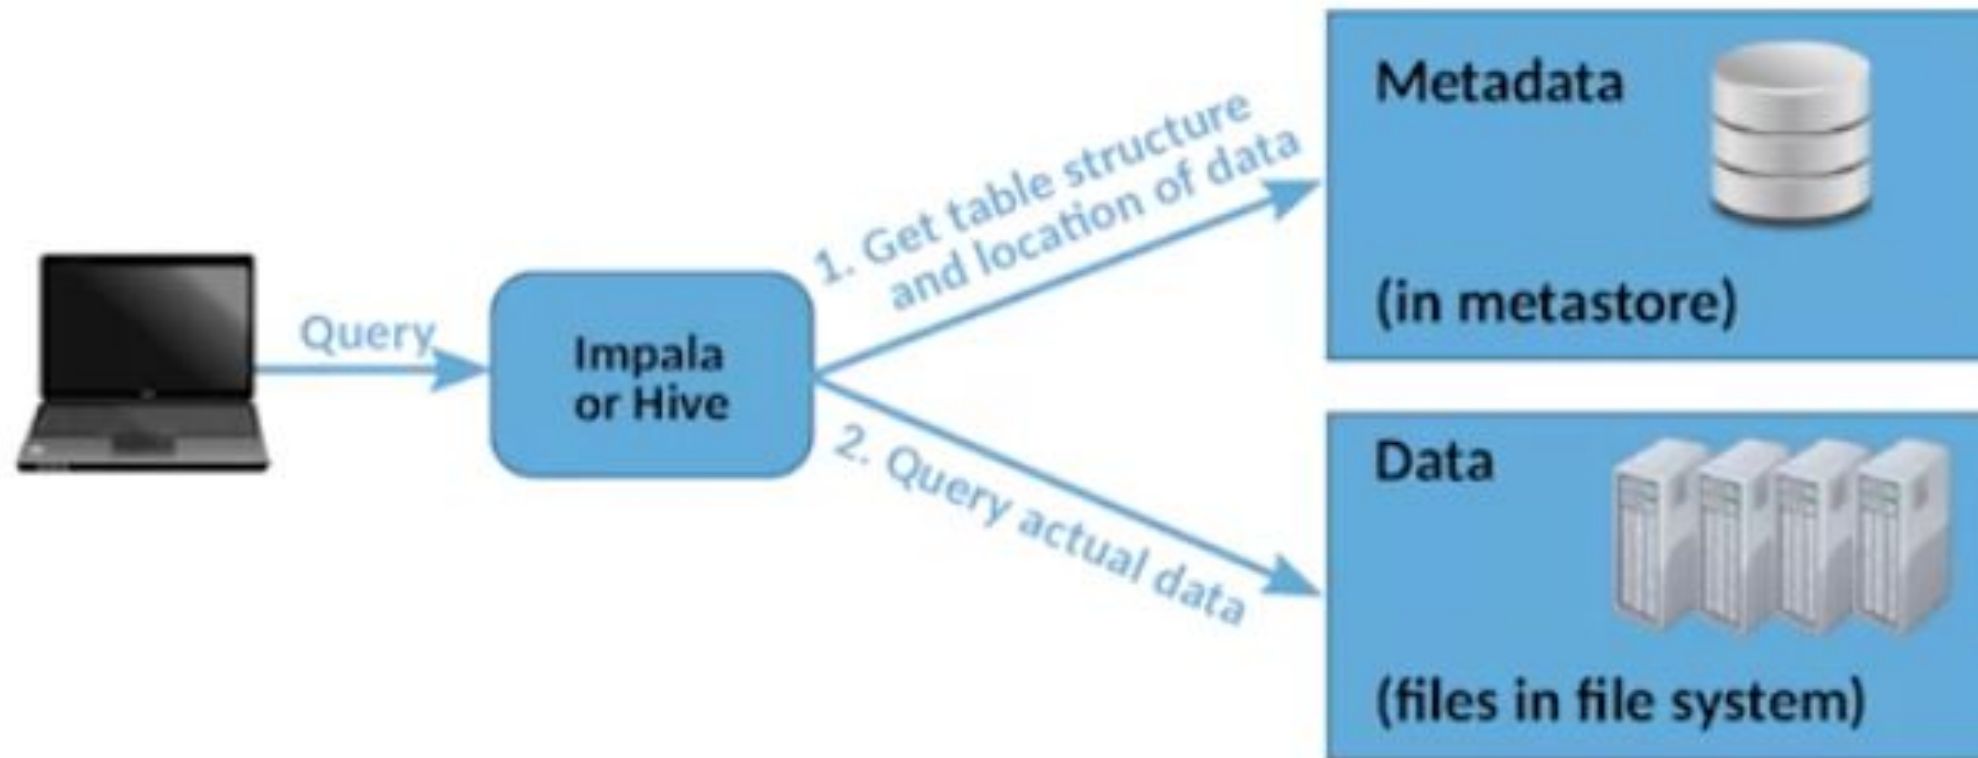 Query
Impala
or Hive
1. Get table structure
and location of data
2. Query actual data
Metadata
(in metastore)
Data
(files in file system)